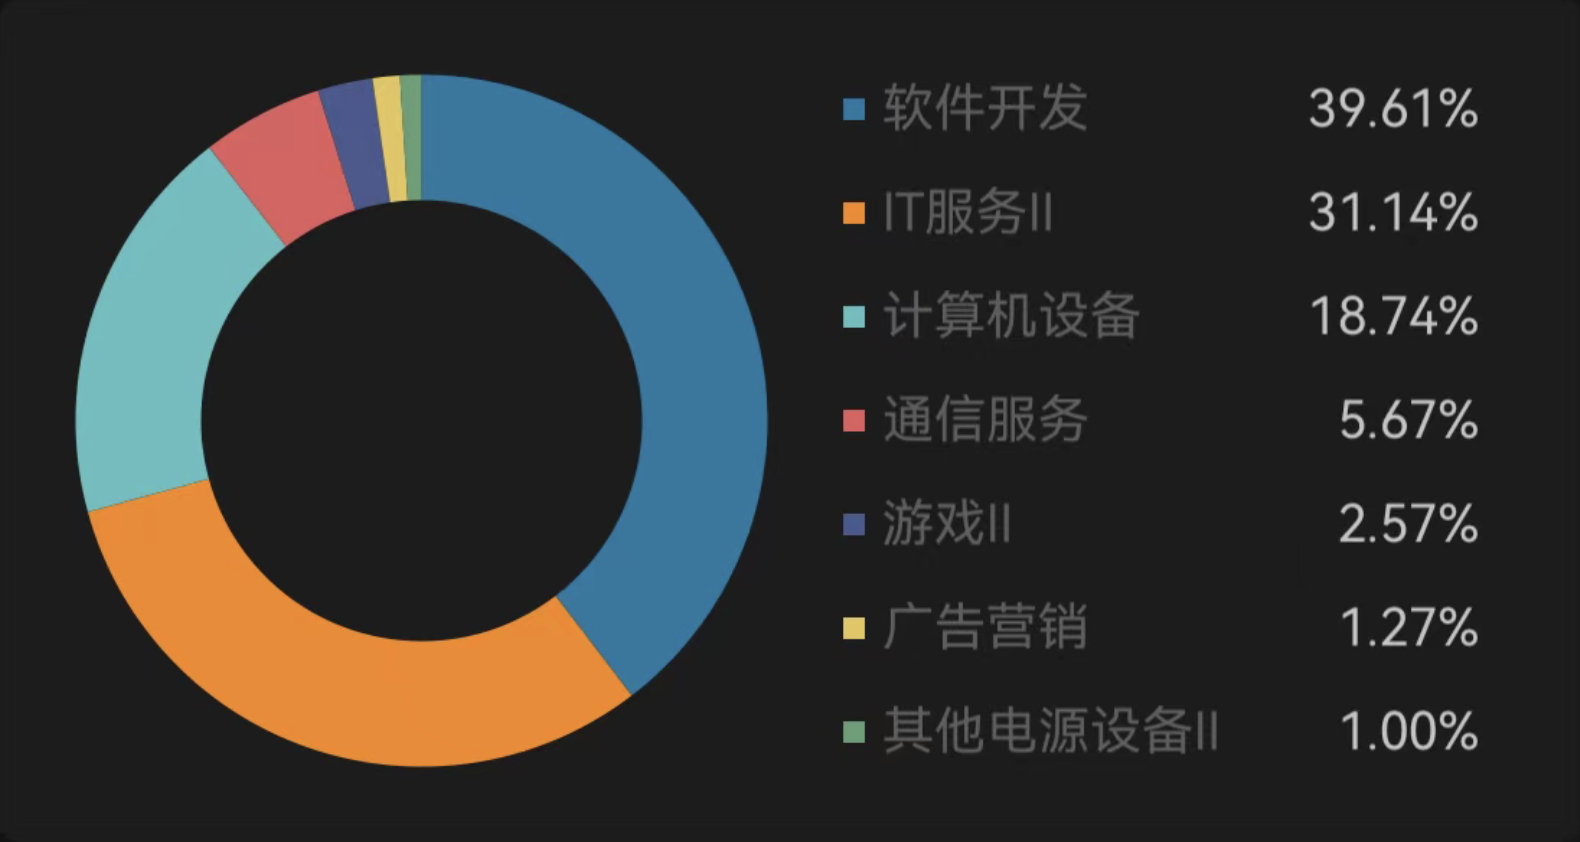 软件开发 39.61%
IT服务II 31.14%
计算机设备 18.74%
通信服务 5.67%
游戏II 2.57%
广告营销 1.27%
其他电源设备II 1.00%